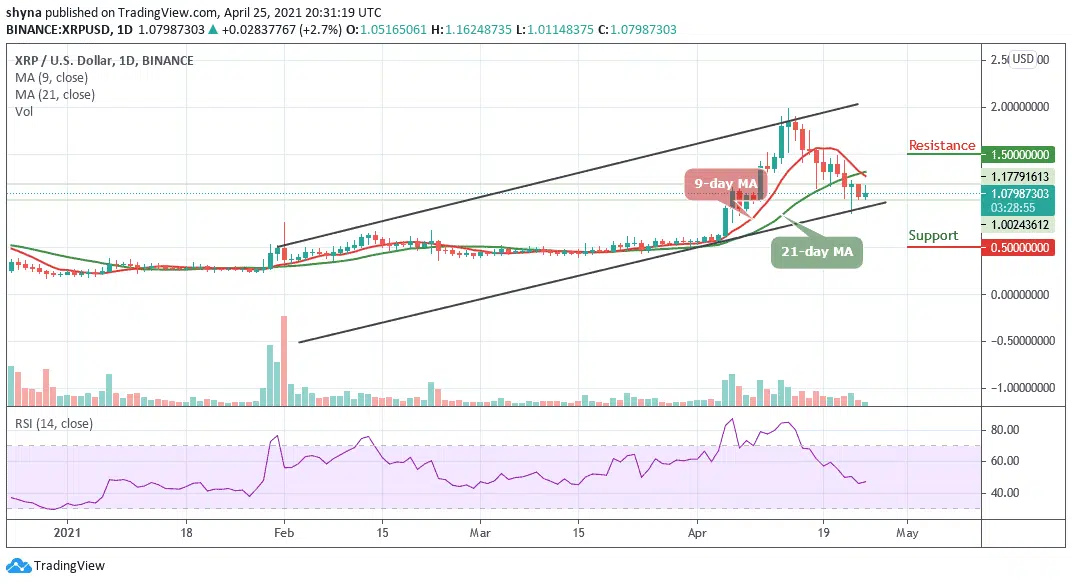 shyna published on TradingView.com, April 25, 2021 20:31:19 UTC
BINANCE:XRPUSD, 1D 1.07987303 ▲ +0.02837767 (+2.7%) O:1.05165061 H:1.16248735 L:1.01148375 C:1.07987303
XRP / U.S. Dollar, 1D, BINANCE
MA (9, close)
MA (21, close)
Vol
USD
2.00000000
Resistance
1.50000000
1.17791613
9-day MA
1.07987303
03:28:55
1.00243612
Support
0.50000000
21-day MA
0.00000000
-0.50000000
-1.00000000
RSI (14, close)
80.00
60.00
40.00
2021 18 Feb 15 Mar 15 Apr 19 May
TradingView